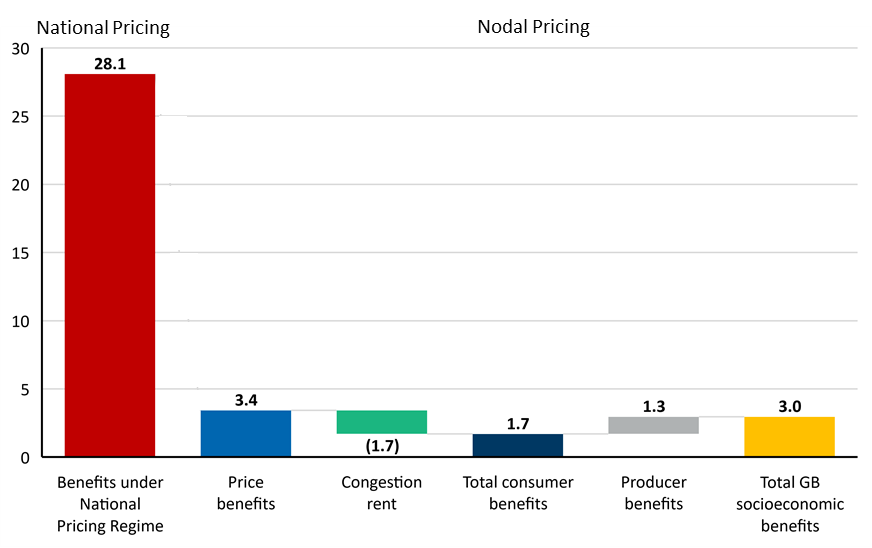 National Pricing
Nodal Pricing
30
25
20
15
10
5
0
28.1
3.4
(1.7)
1.7
1.3
3.0
Benefits under
National
Pricing Regime
Price
benefits
Congestion
rent
Total consumer
benefits
Producer
benefits
Total GB
socioeconomic
benefits